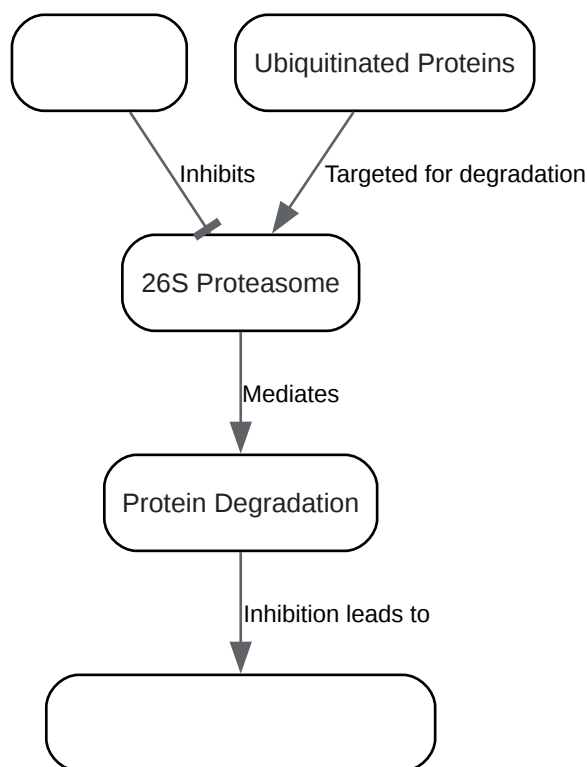 Ubiquitinated Proteins
Inhibits
Targeted for degradation
26S Proteasome
Mediates
Protein Degradation
Inhibition leads to